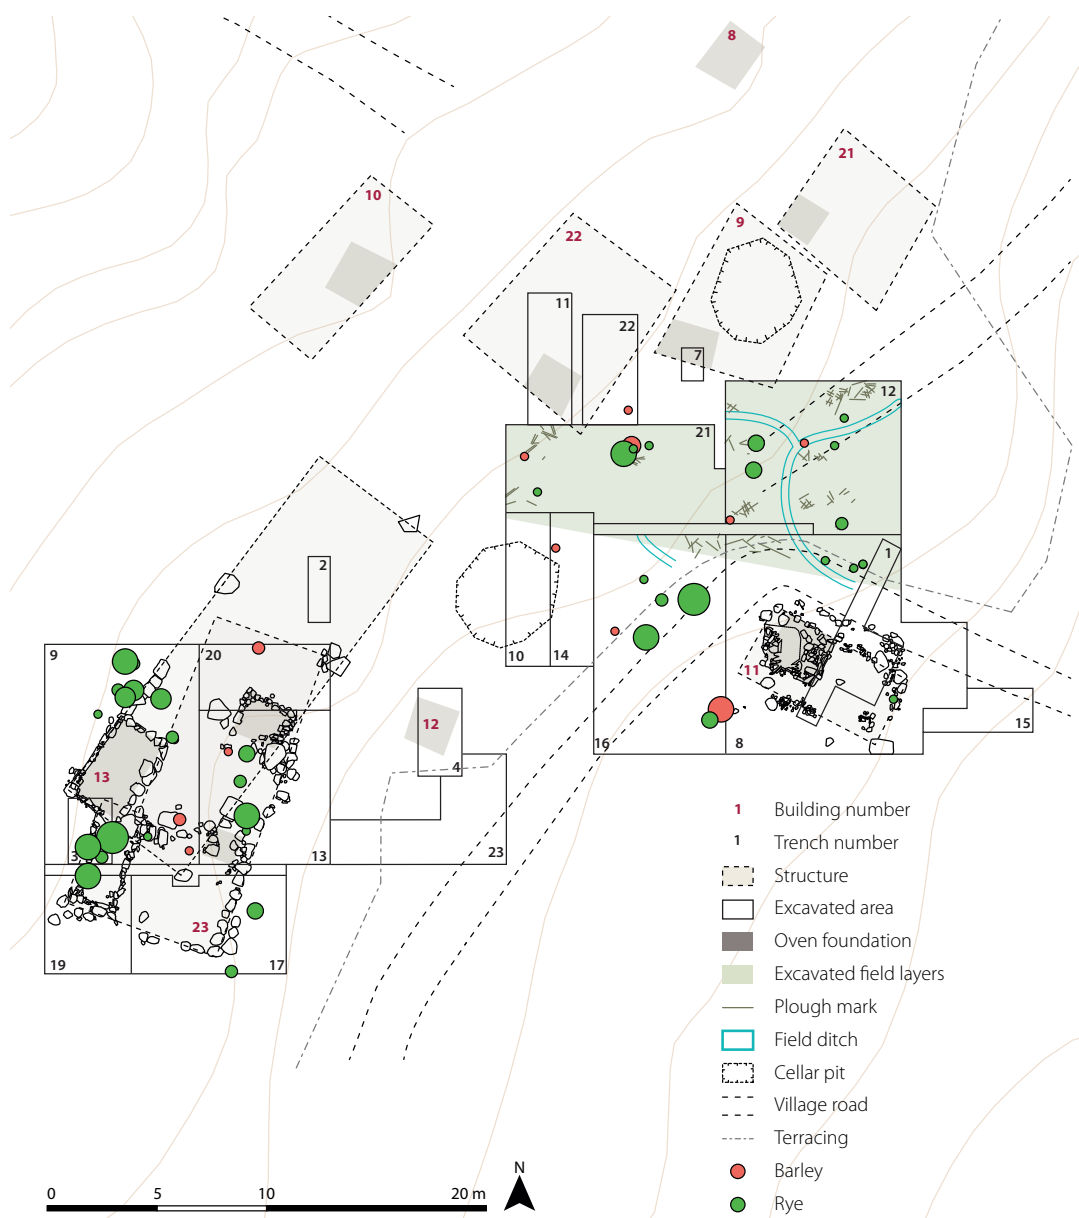 8
21
10
9
22
11
22
7
12
21
1
2
9
20
10
14
11
12
15
16
8
13
4
3
13
23
23
19
17
1 Building number
1 Trench number
Structure
Excavated area
Oven foundation
Excavated field layers
Plough mark
Field ditch
Cellar pit
Village road
Terracing
Barley
Rye
N
0 5 10 20 m